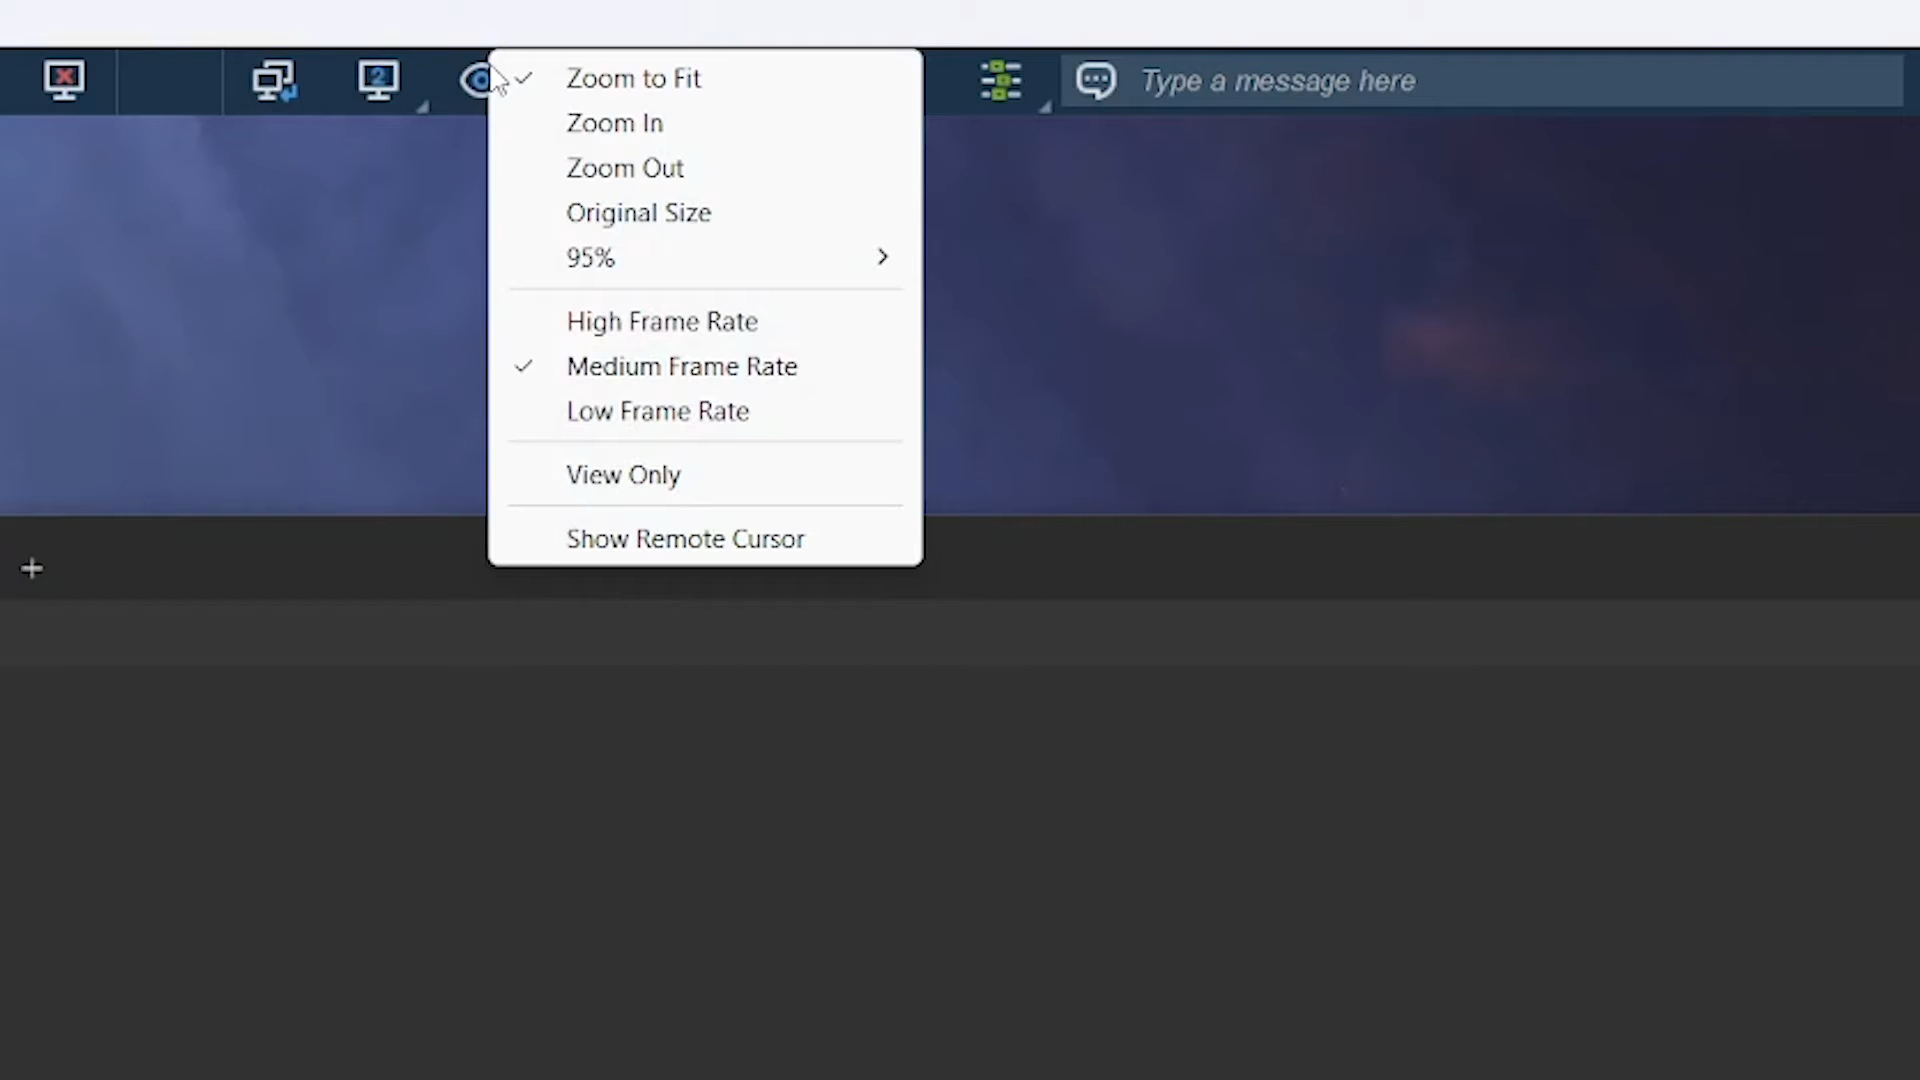 2
Zoom to Fit
Zoom In
Zoom Out
Original Size
95%
High Frame Rate
Medium Frame Rate
Low Frame Rate
View Only
Show Remote Cursor
Type a message here